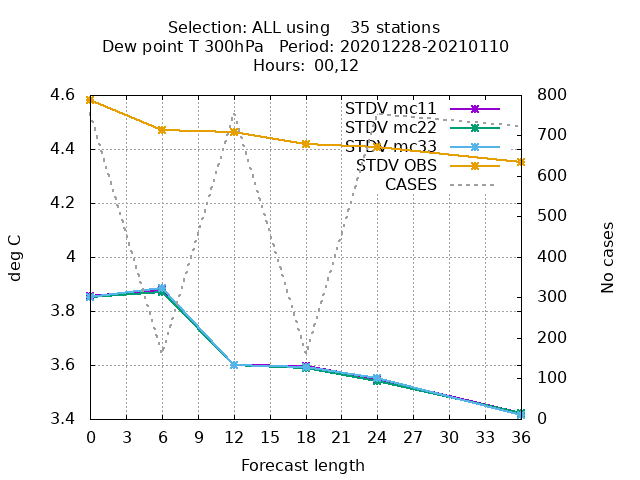 Selection: ALL using    35 stations
Dew point T 300hPa   Period: 20201228-20210110
Hours:  00,12
4.6
4.4
4.2
4
3.8
3.6
3.4
deg C
STDV mc11
STDV mc22
STDV mc33
STDV OBS
CASES
800
700
600
500
400
300
200
100
0
No cases
0 3 6 9 12 15 18 21 24 27 30 33 36
Forecast length